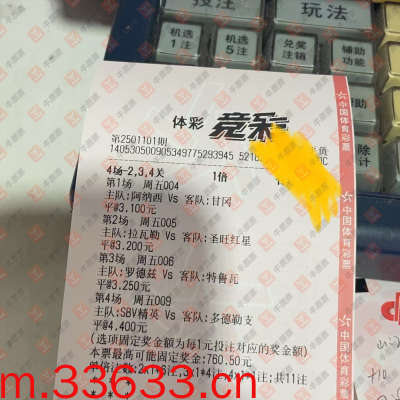 投注
玩法
机选
1注
机选
5注
兑奖
注销
辅助
功能
中国体育彩票
体彩 竞彩
第2501101期
140530500905349775293945
4场-2,3,4关 1倍
第1场 周五004
主队:阿纳西 Vs 客队:甘冈
平@3.100元
第2场 周五005
主队:拉瓦勒 Vs 客队:圣旺红星
平@3.200元
第3场 周五006
主队:罗德兹 Vs 客队:特鲁瓦
平@3.250元
第4场 周五009
主队:SBV精英 Vs 客队:多德勒支
平@4.400元
(选项固定奖金额为每1元投注对应的奖金额)
本票最高可能固定奖金:760.50元
中国体育彩票
m.33633.cn